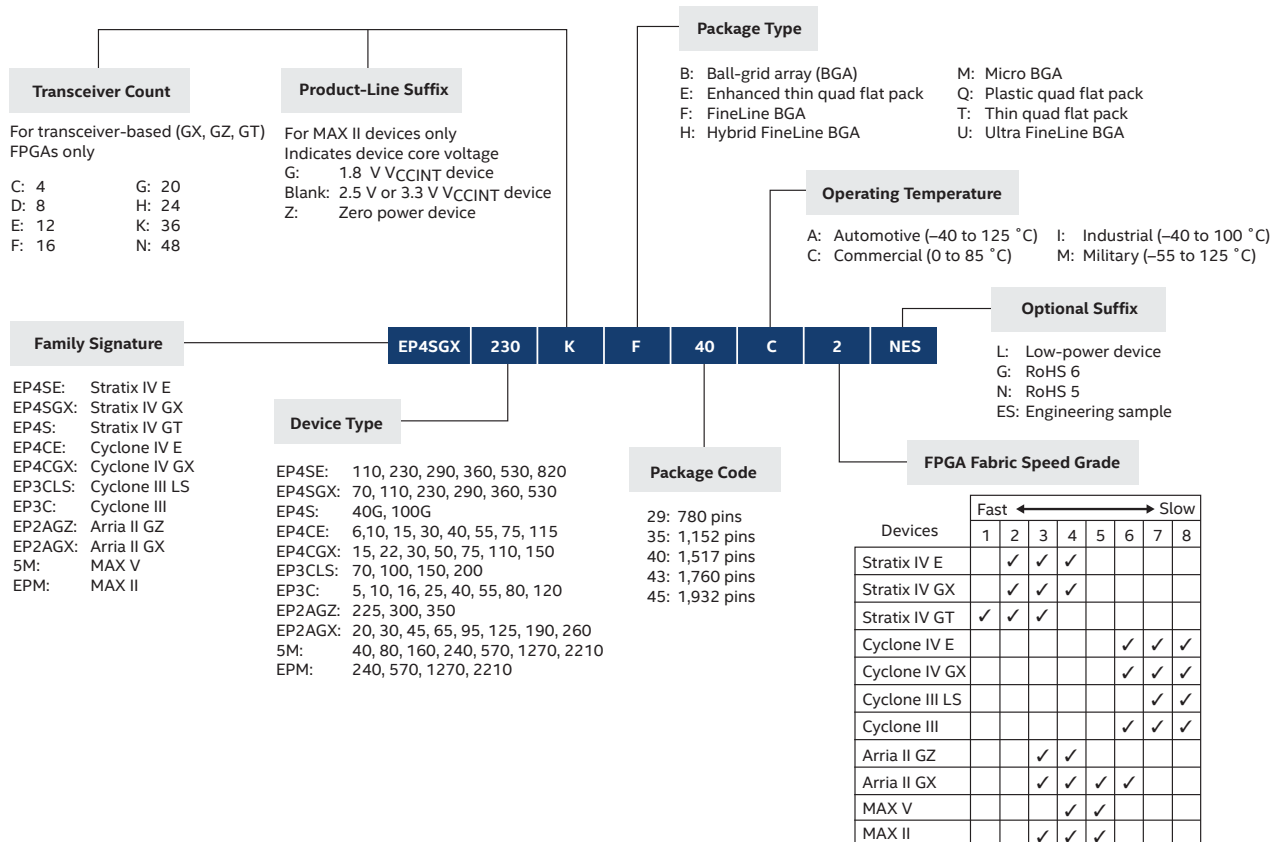 Package Type
B: Ball-grid array (BGA)
E: Enhanced thin quad flat pack
F: FineLine BGA
H: Hybrid FineLine BGA
M: Micro BGA
Q: Plastic quad flat pack
T: Thin quad flat pack
U: Ultra FineLine BGA
Transceiver Count
For transceiver-based (GX, GZ, GT)
FPGAs only
C: 4
D: 8
E: 12
F: 16
G: 20
H: 24
K: 36
N: 48
Product-Line Suffix
For MAX II devices only
Indicates device core voltage
G: 1.8 V VCCINT device
Blank: 2.5 V or 3.3 V VCCINT device
Z: Zero power device
Operating Temperature
A: Automotive (–40 to 125 ˚C)
C: Commercial (0 to 85 ˚C)
I: Industrial (–40 to 100 ˚C)
M: Military (–55 to 125 ˚C)
Optional Suffix
L: Low-power device
G: RoHS 6
N: RoHS 5
ES: Engineering sample
EP4SGX 230 K F 40 C 2 NES
Family Signature
EP4SE: Stratix IV E
EP4SGX: Stratix IV GX
EP4S: Stratix IV GT
EP4CE: Cyclone IV E
EP4CGX: Cyclone IV GX
EP3CLS: Cyclone III LS
EP3C: Cyclone III
EP2AGZ: Arria II GZ
EP2AGX: Arria II GX
5M: MAX V
EPM: MAX II
Device Type
EP4SE: 110, 230, 290, 360, 530, 820
EP4SGX: 70, 110, 230, 290, 360, 530
EP4S: 40G, 100G
EP4CE: 6,10, 15, 30, 40, 55, 75, 115
EP4CGX: 15, 22, 30, 50, 75, 110, 150
EP3CLS: 70, 100, 150, 200
EP3C: 5, 10, 16, 25, 40, 55, 80, 120
EP2AGZ: 225, 300, 350
EP2AGX: 20, 30, 45, 65, 95, 125, 190, 260
5M: 40, 80, 160, 240, 570, 1270, 2210
EPM: 240, 570, 1270, 2210
Package Code
29: 780 pins
35: 1,152 pins
40: 1,517 pins
43: 1,760 pins
45: 1,932 pins
FPGA Fabric Speed Grade
Fast Slow
Devices 1 2 3 4 5 6 7 8
Stratix IV E ✓ ✓ ✓
Stratix IV GX ✓ ✓ ✓
Stratix IV GT ✓ ✓ ✓
Cyclone IV E ✓ ✓ ✓
Cyclone IV GX ✓ ✓ ✓
Cyclone III LS ✓ ✓
Cyclone III ✓ ✓ ✓
Arria II GZ ✓ ✓
Arria II GX ✓ ✓ ✓ ✓
MAX V ✓ ✓
MAX II ✓ ✓ ✓